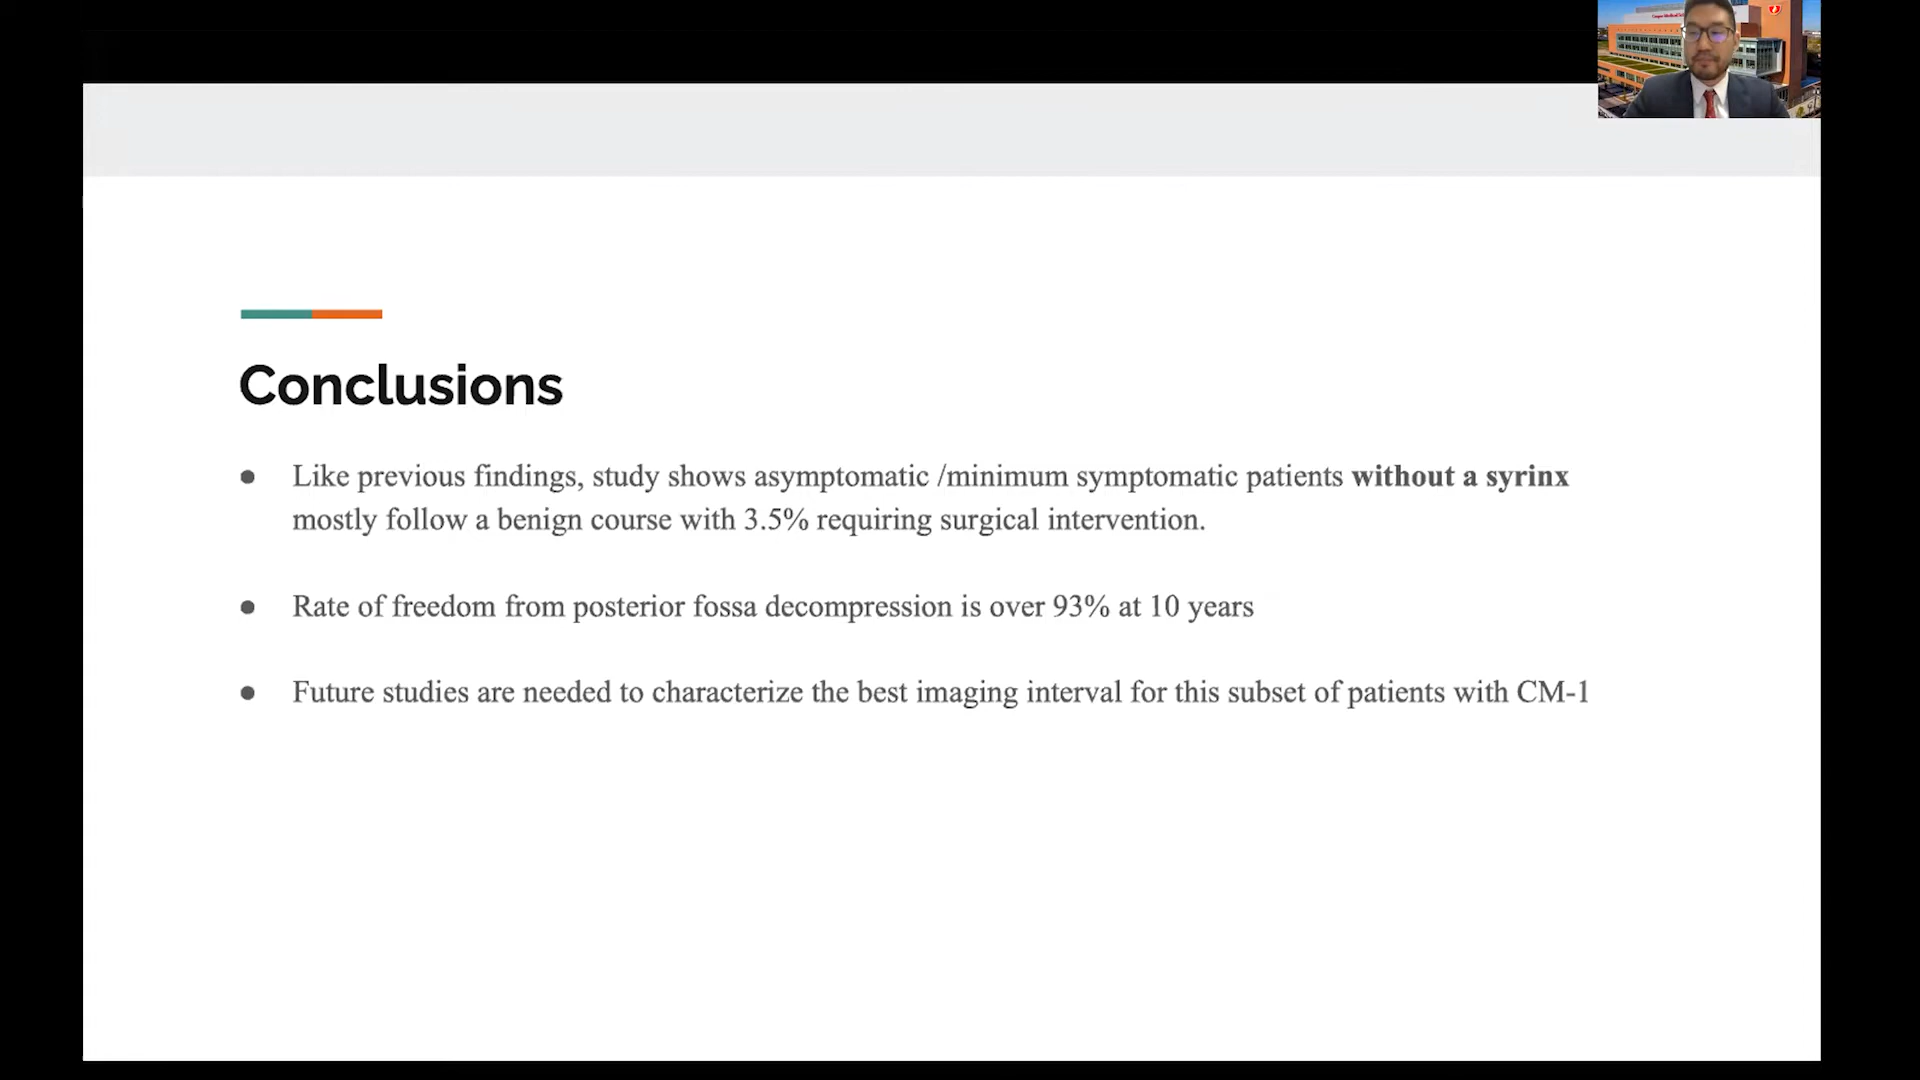 Conclusions
● Like previous findings, study shows asymptomatic /minimum symptomatic patients without a syrinx
mostly follow a benign course with 3.5% requiring surgical intervention.
● Rate of freedom from posterior fossa decompression is over 93% at 10 years
● Future studies are needed to characterize the best imaging interval for this subset of patients with CM-1